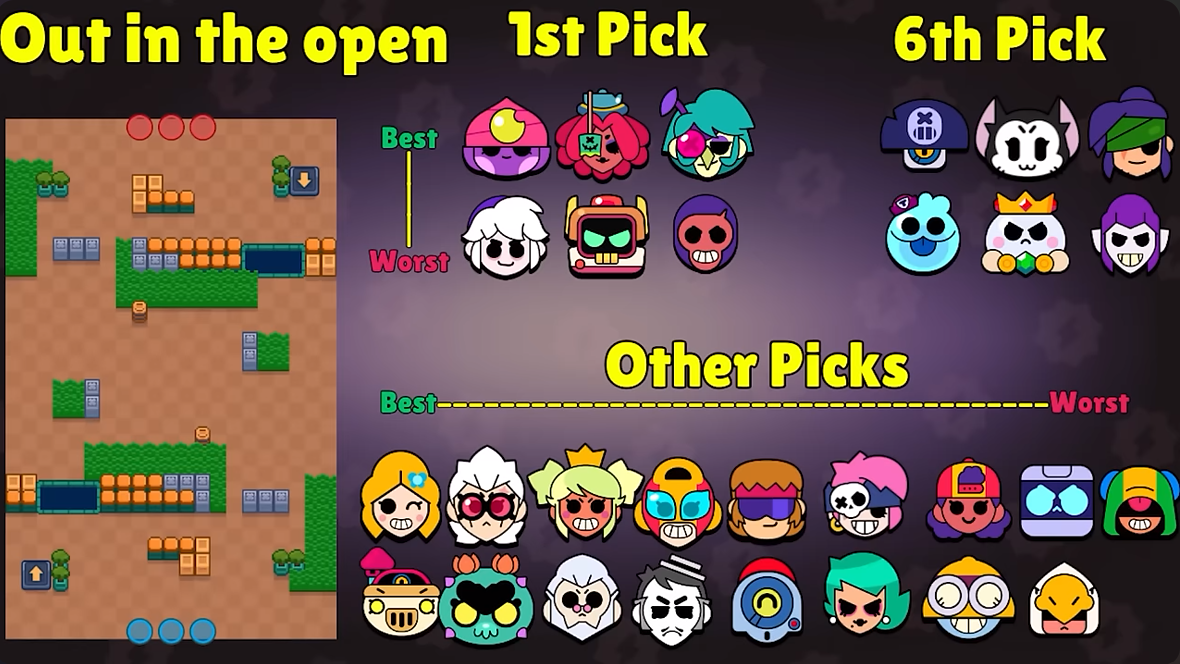 Out in the open
1st Pick
6th Pick
Best
Worst
Other Picks
Best
Worst